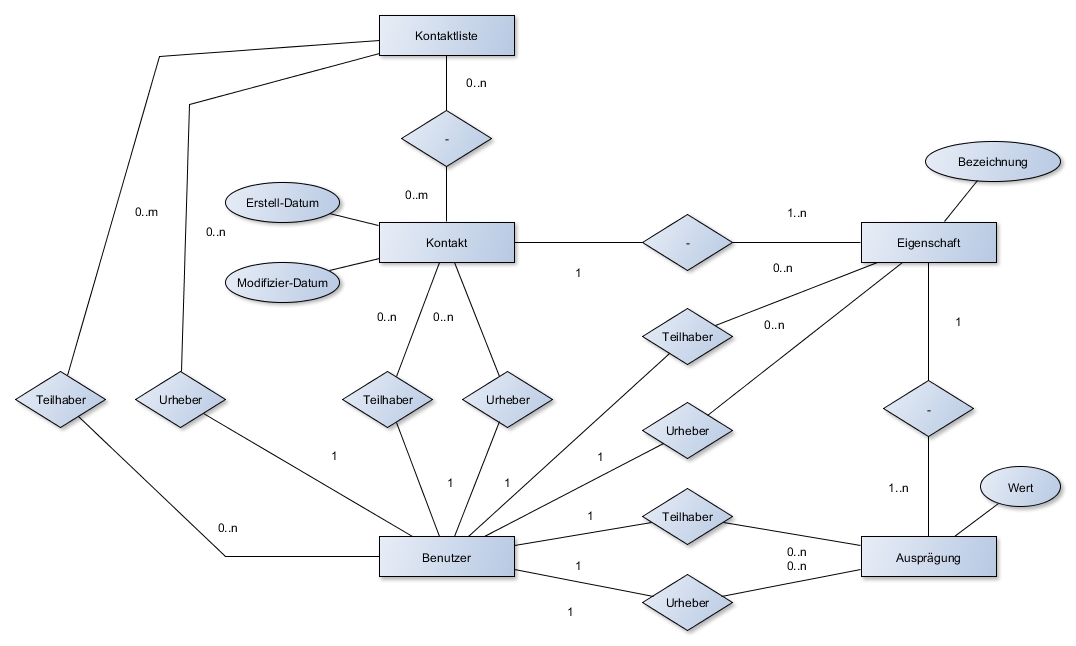 Kontaktliste
0..n
-
Bezeichnung
0..m
Erstell-Datum
0..m
1..n
0..n
Kontakt
-
Eigenschaft
1
0..n
Modifizier-Datum
0..n
0..n
1
0..n
Teilhaber
Teilhaber
Urheber
Teilhaber
Urheber
-
Urheber
1
1
1
1
1..n
Wert
1
Teilhaber
0..n
0..n
Benutzer
Ausprägung
1
0..n
Urheber
1